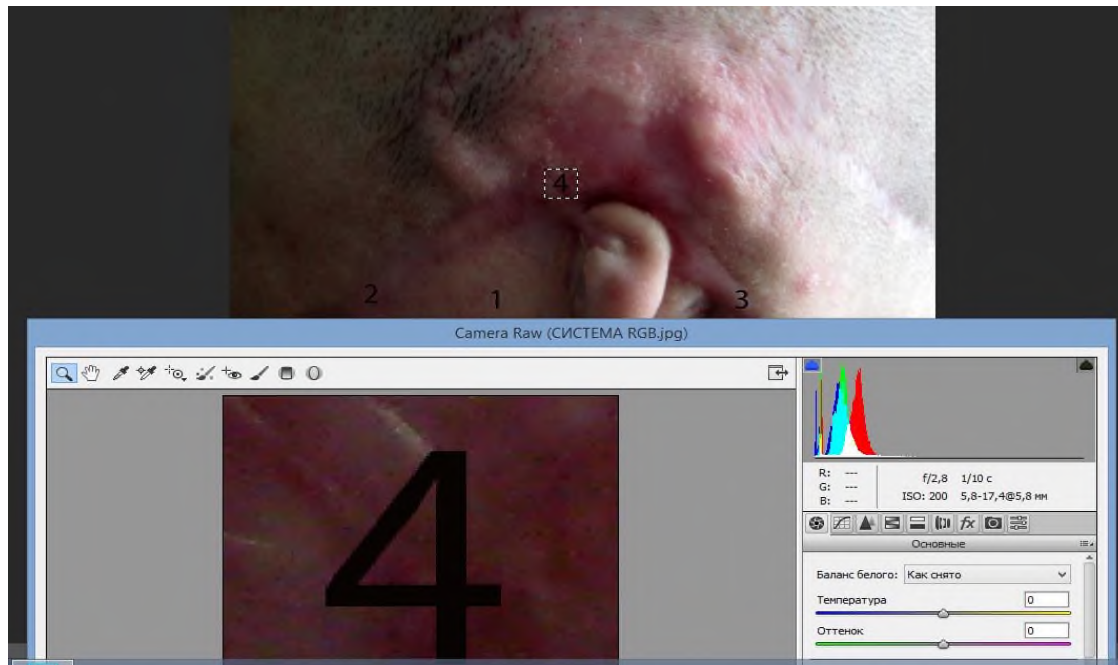 4
2 1 3
Camera Raw (СИСТЕМА RGB.jpg)
4
R: ---
G: ---
B: ---
f/2,8 1/10 с
ISO: 200 5,8-17,4@5,8 мм
fx
Основные
Баланс белого: Как снято
Температура 0
Оттенок 0